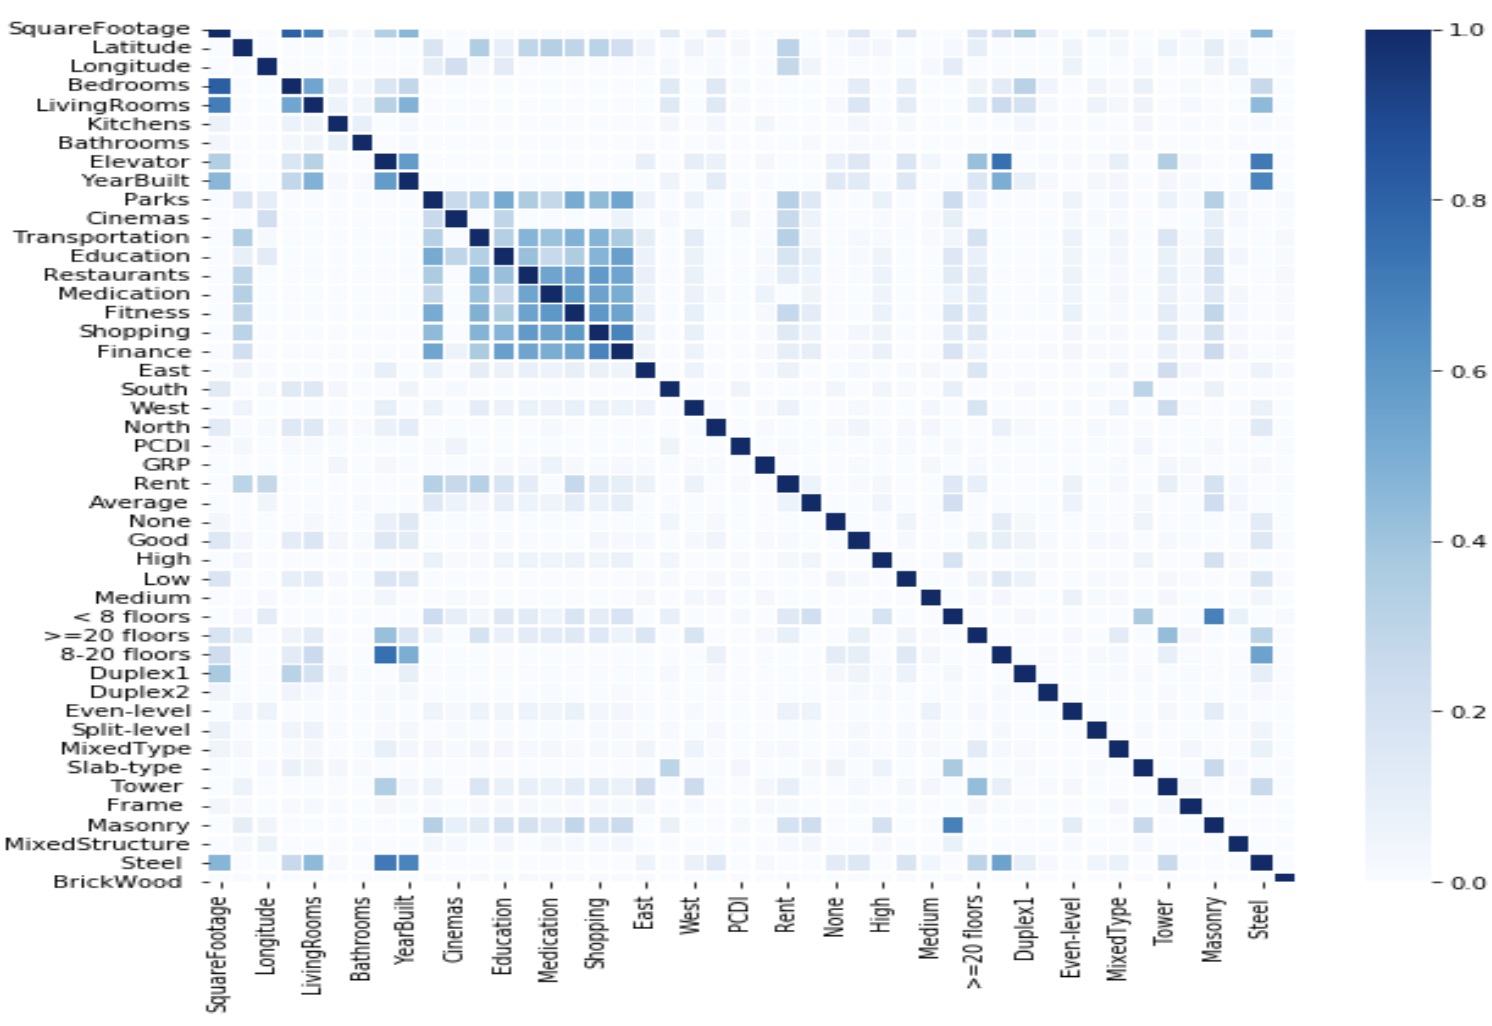 SquareFootage
Latitude
Longitude
Bedrooms
LivingRooms
Kitchens
Bathrooms
Elevator
YearBuilt
Parks
Cinemas
Transportation
Education
Restaurants
Medication
Fitness
Shopping
Finance
East
South
West
North
PCDI
GRP
Rent
Average
None
Good
High
Low
Medium
< 8 floors
>=20 floors
8-20 floors
Duplex1
Duplex2
Even-level
Split-level
MixedType
Slab-type
Tower
Frame
Masonry
MixedStructure
Steel
BrickWood
SquareFootage
Longitude
LivingRooms
Bathrooms
YearBuilt
Cinemas
Education
Medication
Shopping
East
West
PCDI
Rent
None
High
Medium
>=20 floors
Duplex1
Even-level
MixedType
Tower
Masonry
Steel
1.0
0.8
0.6
0.4
0.2
0.0